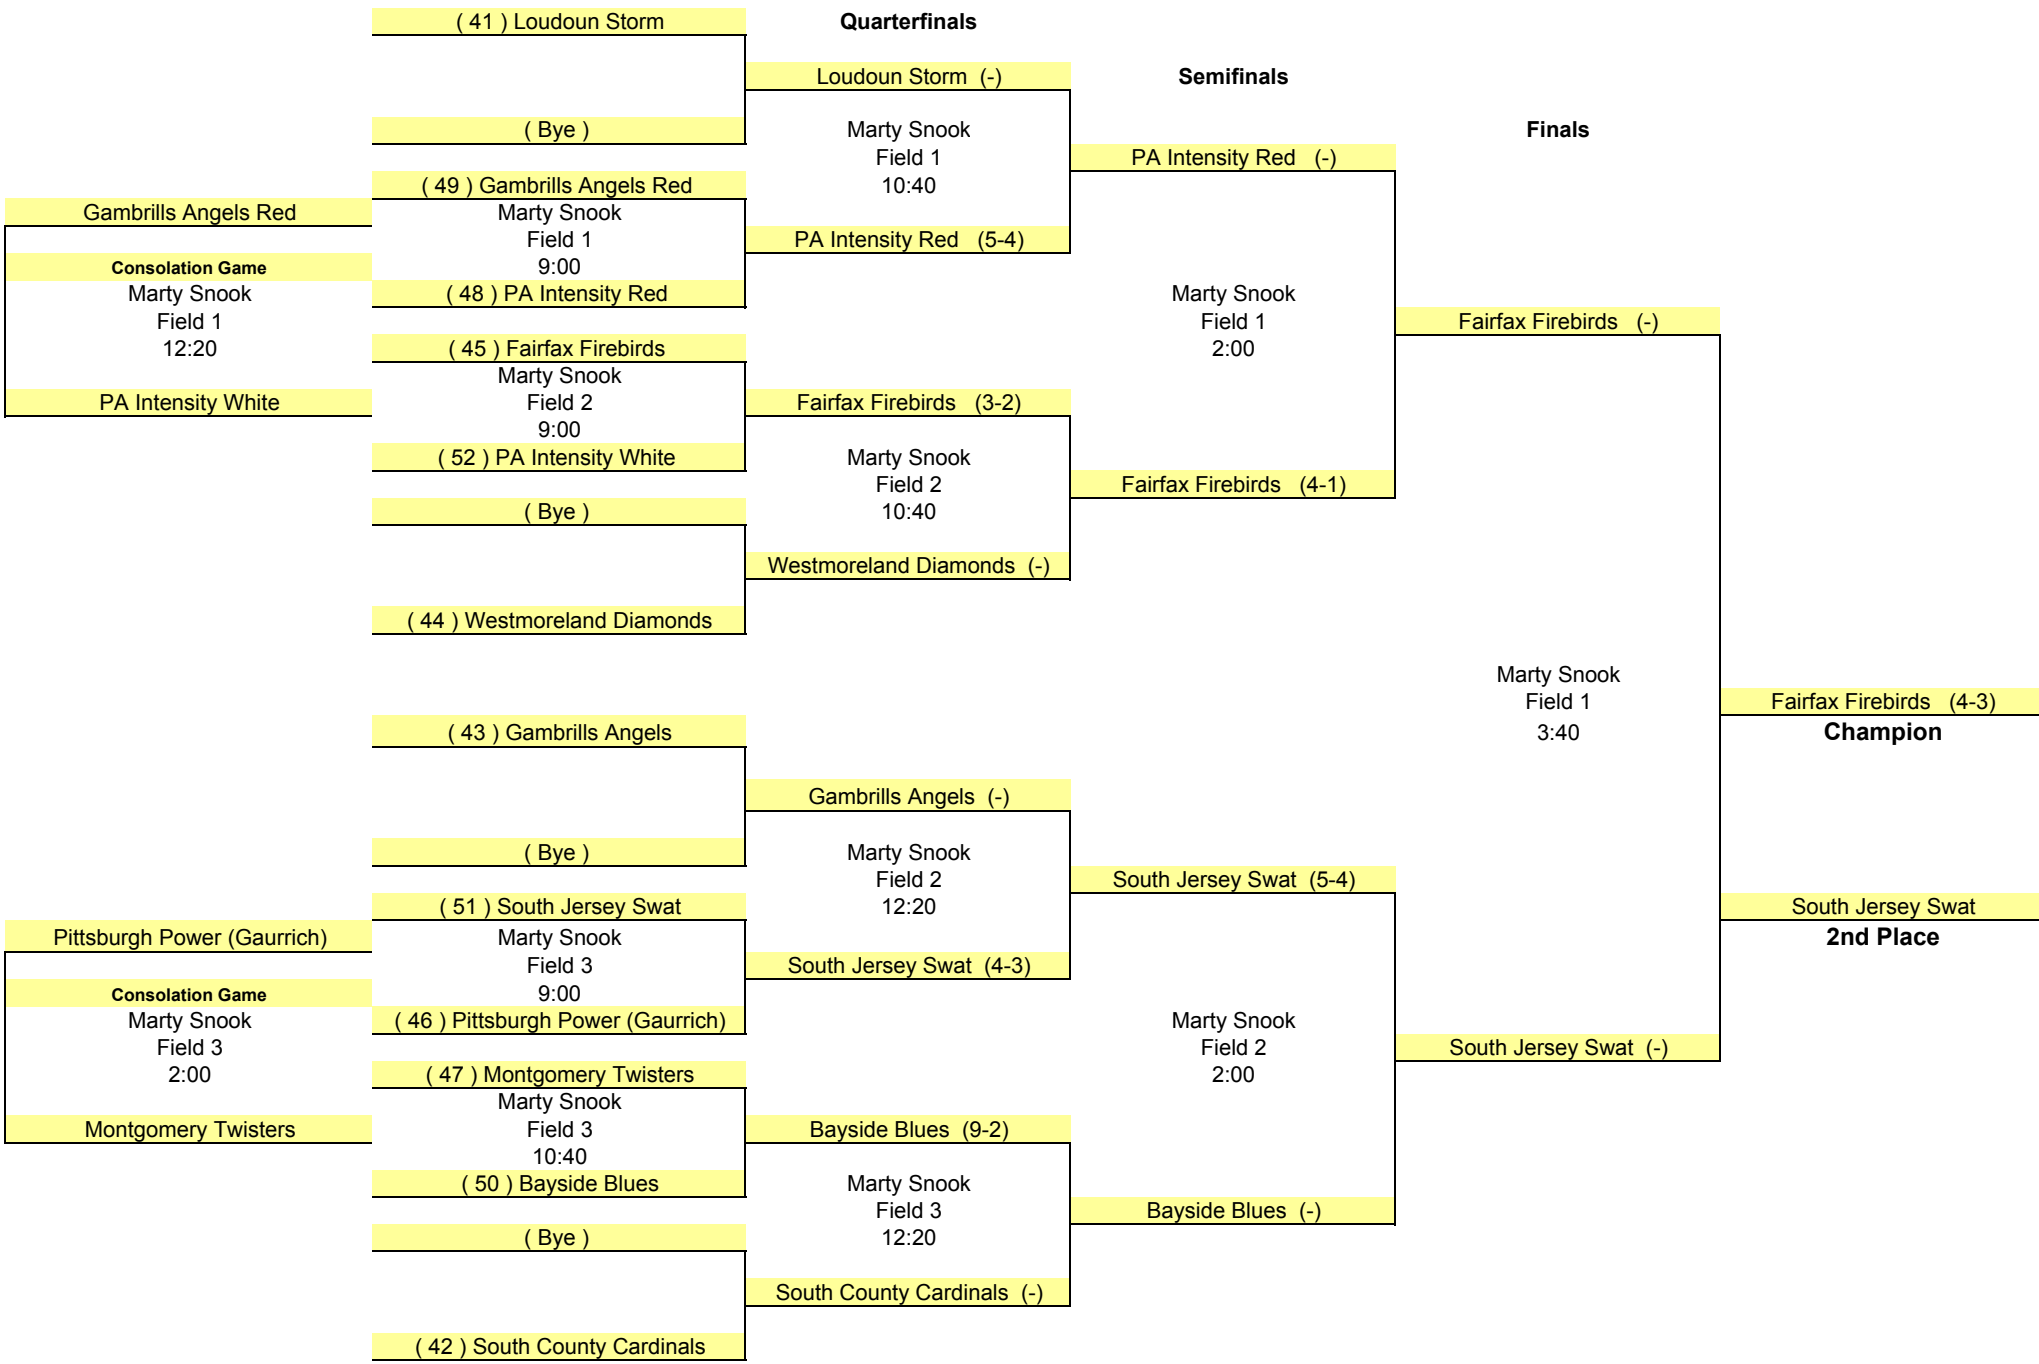 ( 41 ) Loudoun Storm
Quarterfinals
Loudoun Storm (-)
Semifinals
( Bye )
Marty Snook
Field 1
10:40
Finals
PA Intensity Red (-)
( 49 ) Gambrills Angels Red
Gambrills Angels Red
Marty Snook
Field 1
9:00
PA Intensity Red (5-4)
Consolation Game
Marty Snook
Field 1
12:20
( 48 ) PA Intensity Red
Marty Snook
Field 1
2:00
Fairfax Firebirds (-)
( 45 ) Fairfax Firebirds
Marty Snook
Field 2
9:00
PA Intensity White
Fairfax Firebirds (3-2)
( 52 ) PA Intensity White
Marty Snook
Field 2
10:40
Fairfax Firebirds (4-1)
( Bye )
Westmoreland Diamonds (-)
( 44 ) Westmoreland Diamonds
Marty Snook
Field 1
3:40
Fairfax Firebirds (4-3)
Champion
( 43 ) Gambrills Angels
Gambrills Angels (-)
( Bye )
Marty Snook
Field 2
12:20
South Jersey Swat (5-4)
( 51 ) South Jersey Swat
South Jersey Swat
2nd Place
Pittsburgh Power (Gaurrich)
Marty Snook
Field 3
9:00
South Jersey Swat (4-3)
Consolation Game
Marty Snook
Field 3
2:00
( 46 ) Pittsburgh Power (Gaurrich)
Marty Snook
Field 2
2:00
South Jersey Swat (-)
( 47 ) Montgomery Twisters
Marty Snook
Field 3
10:40
Montgomery Twisters
Bayside Blues (9-2)
( 50 ) Bayside Blues
Marty Snook
Field 3
12:20
Bayside Blues (-)
( Bye )
South County Cardinals (-)
( 42 ) South County Cardinals